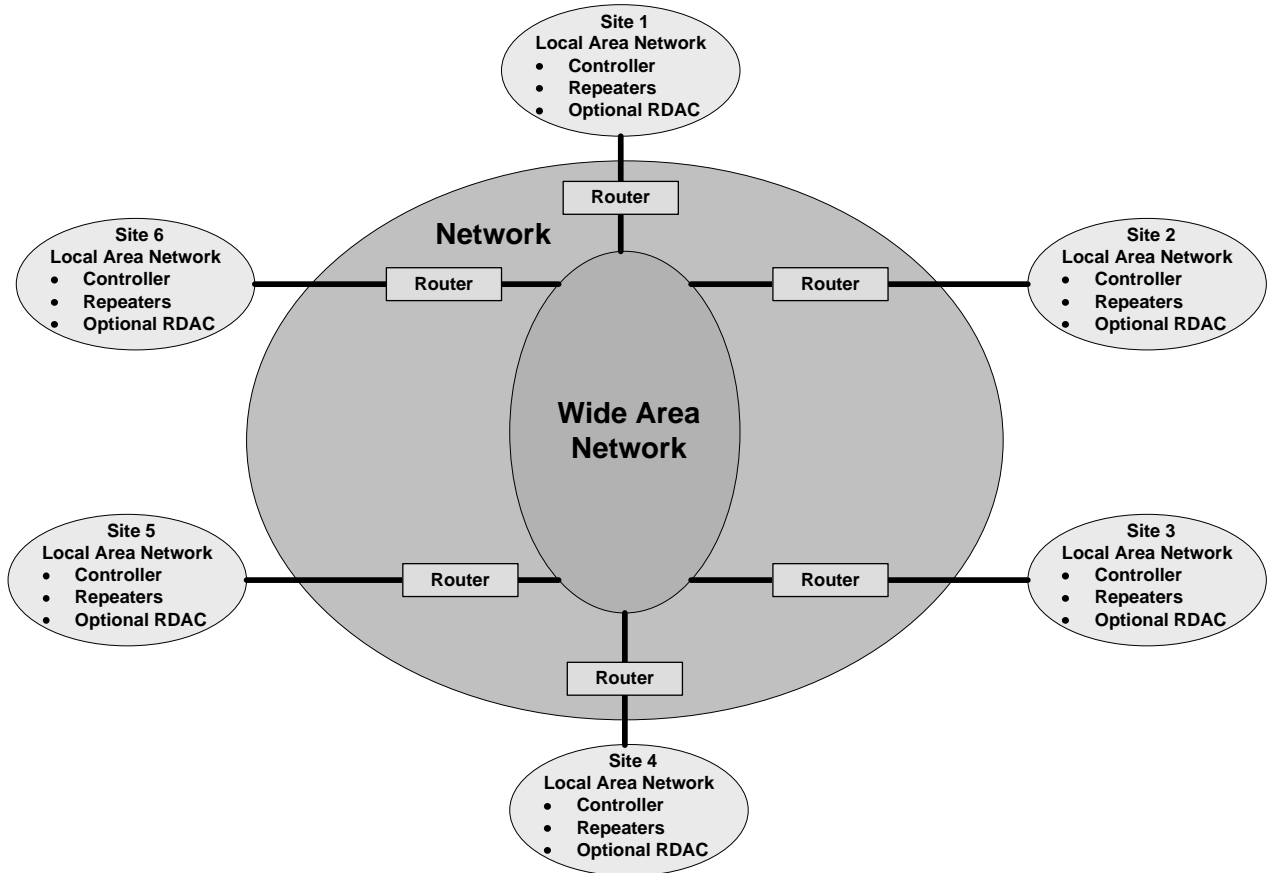 Site 1
Local Area Network
• Controller
• Repeaters
• Optional RDAC
Router
Network
Site 6
Local Area Network
• Controller
• Repeaters
• Optional RDAC
Router
Router
Site 2
Local Area Network
• Controller
• Repeaters
• Optional RDAC
Wide Area
Network
Site 5
Local Area Network
• Controller
• Repeaters
• Optional RDAC
Router
Router
Site 3
Local Area Network
• Controller
• Repeaters
• Optional RDAC
Router
Site 4
Local Area Network
• Controller
• Repeaters
• Optional RDAC